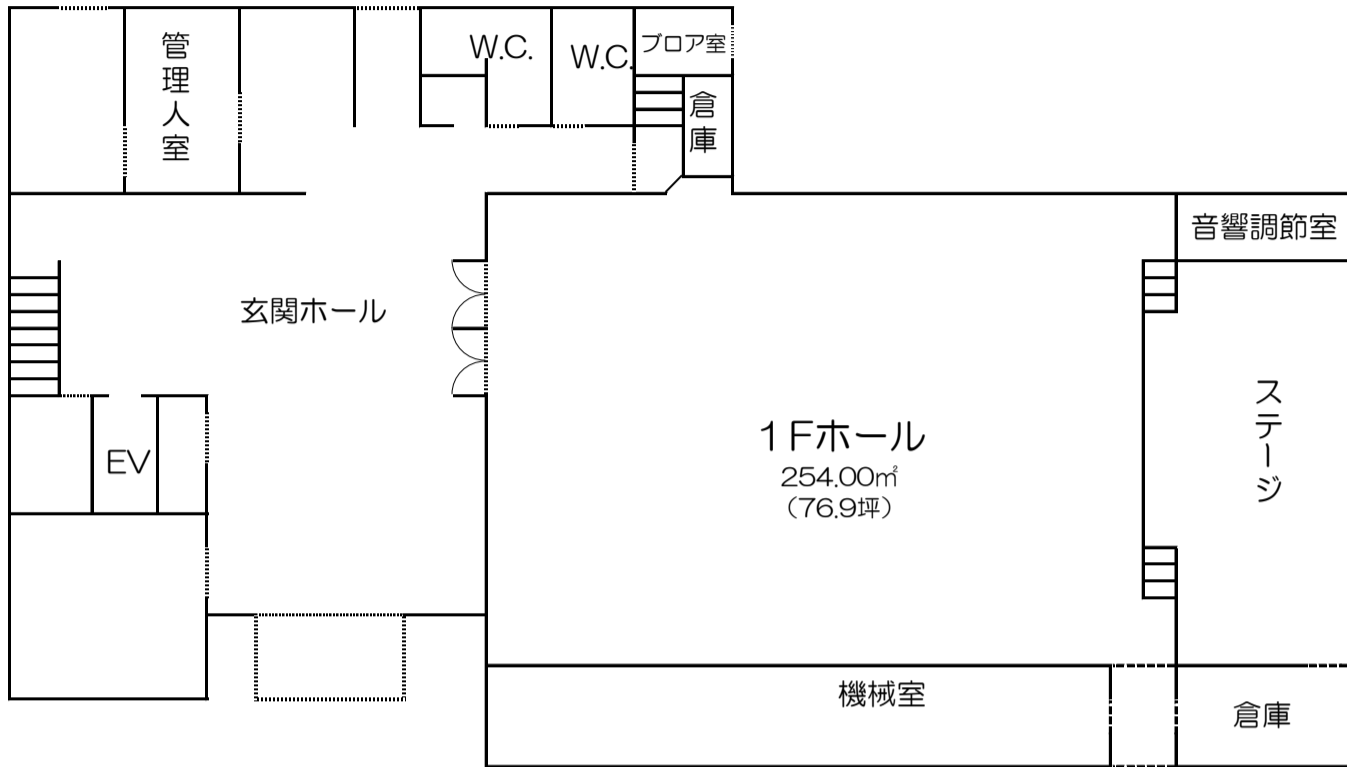 管理人室
W.C.
W.C.
ブロア室
倉庫
音響調節室
玄関ホール
1Fホール
254.00㎡
（76.9坪）
ステージ
EV
機械室
倉庫